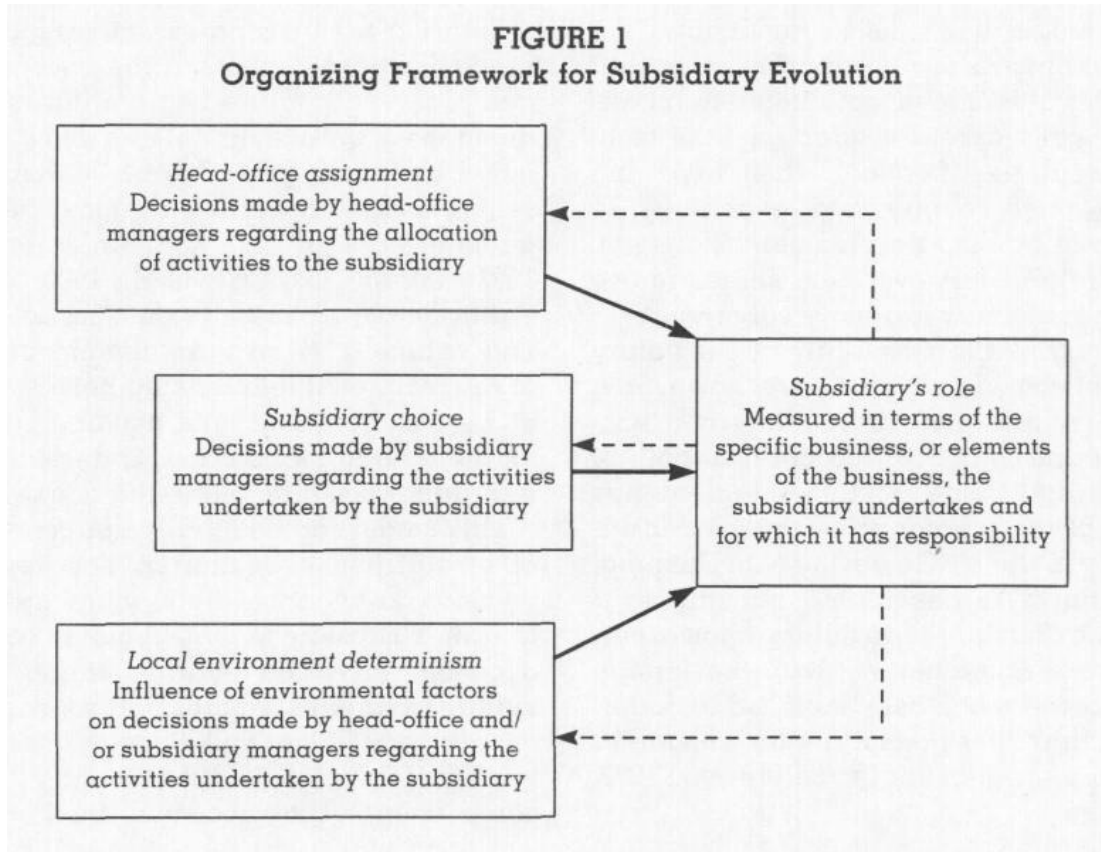 FIGURE 1
Organizing Framework for Subsidiary Evolution
Head-office assignment
Decisions made by head-office
managers regarding the allocation
of activities to the subsidiary
Subsidiary choice
Decisions made by subsidiary
managers regarding the activities
undertaken by the subsidiary
Subsidiary's role
Measured in terms of the
specific business, or elements
of the business, the
subsidiary undertakes and
for which it has responsibility
Local environment determinism
Influence of environmental factors
on decisions made by head-office and/
or subsidiary managers regarding the
activities undertaken by the subsidiary